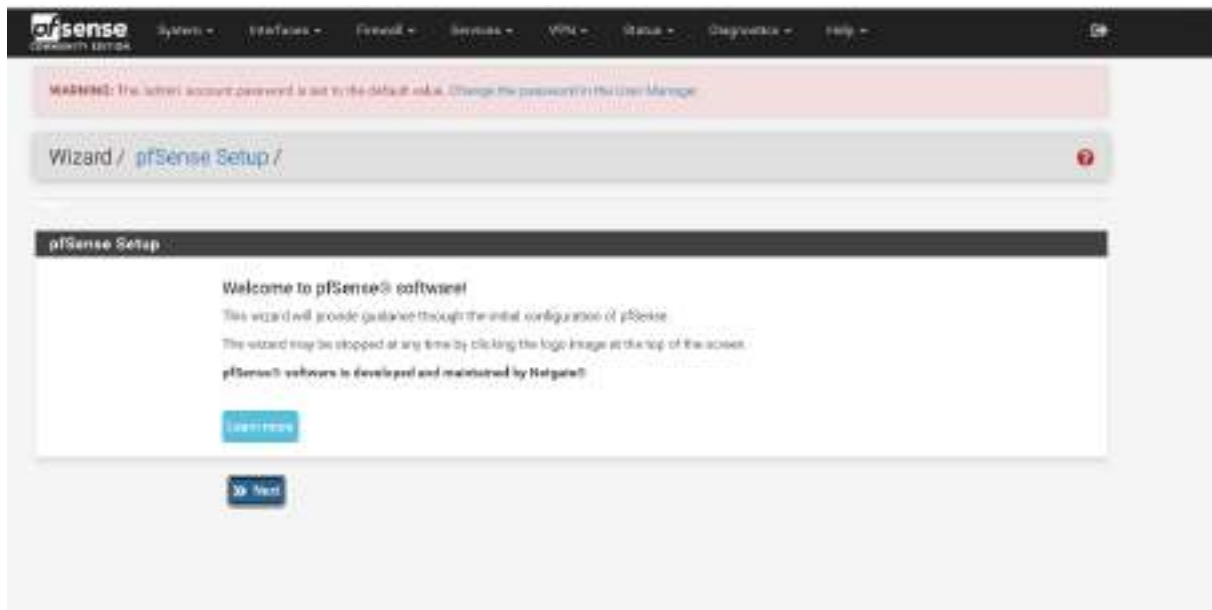 pfsense System Interfaces Firewall Services VPN Status Diagnostics Help
COMMUNITY EDITION
WARNING: The 'admin' account password is set to the default value. Change the password in the User Manager.
Wizard / pfSense Setup /
pfSense Setup
Welcome to pfSense® software!
This wizard will provide guidance through the initial configuration of pfSense.
The wizard may be stopped at any time by clicking the logo image at the top of the screen.
pfSense® software is developed and maintained by Netgate®
Learn more
Next